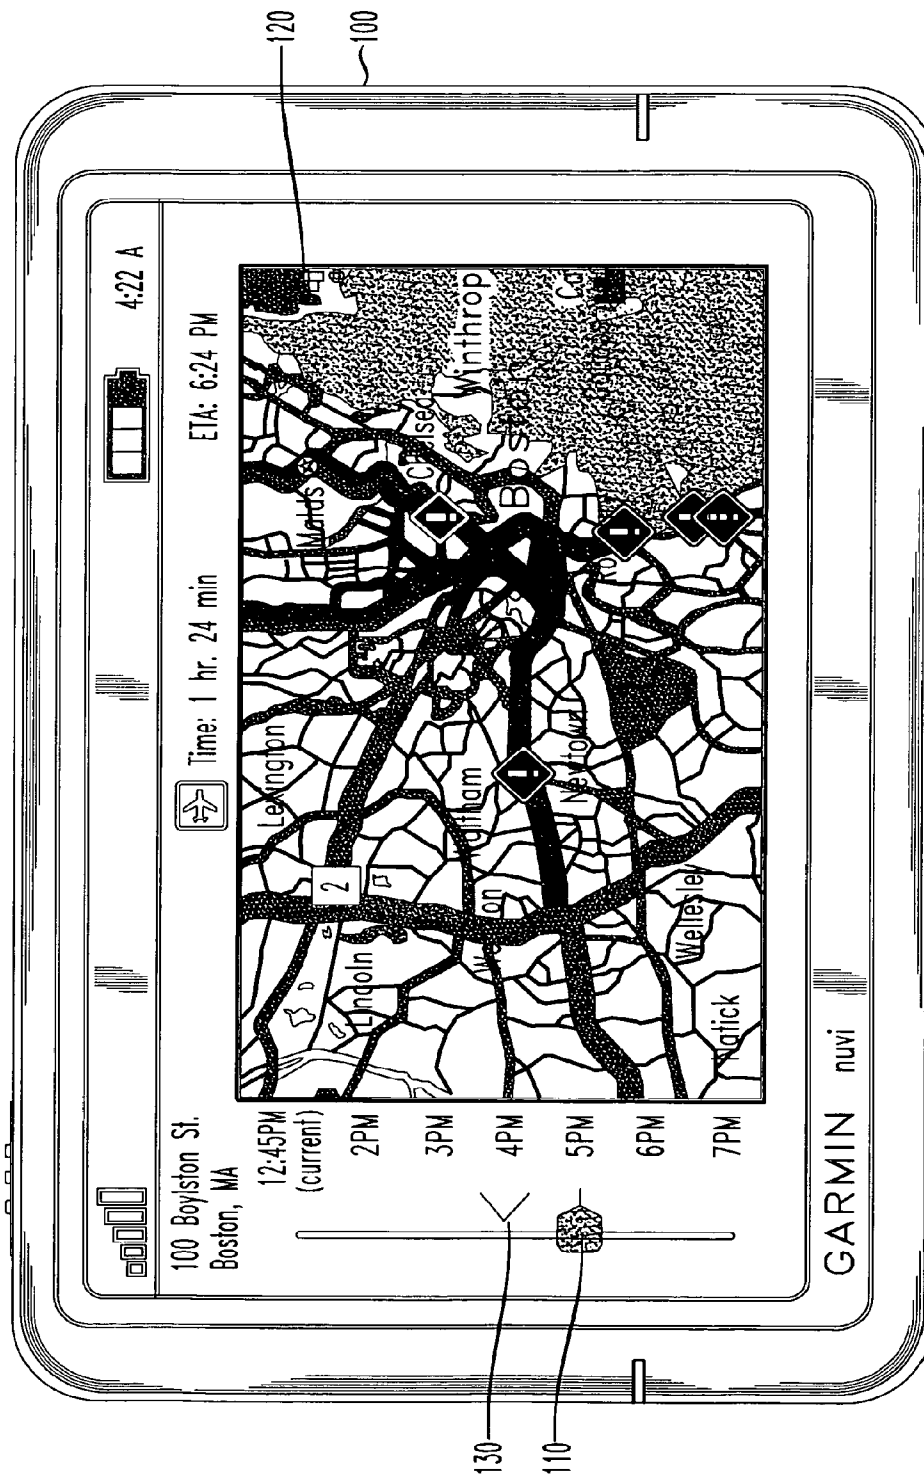 120
100
4:22 A
100 Boylston St.
Boston, MA
Time: 1 hr. 24 min
ETA: 6:24 PM
12:45PM
(current)
2PM
3PM
4PM
5PM
6PM
7PM
Lexington
2
Lincoln
Winthrop
Boston
Newtown
Wellesley
Natick
GARMIN nuvi
130
110